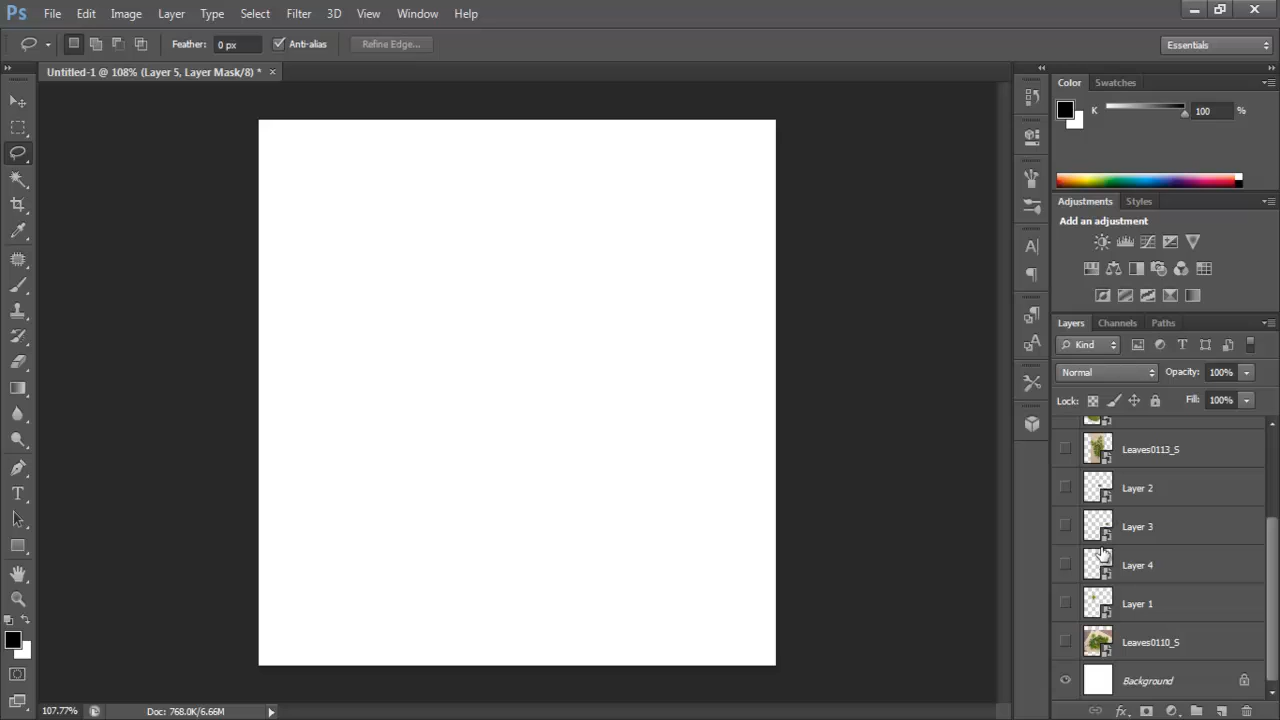 Ps File Edit Image Layer Type Select Filter 3D View Window Help
Feather: 0 px Anti-alias Refine Edge... Essentials
Untitled-1 @ 108% (Layer 5, Layer Mask/8) *
Color Swatches
K 100 %
Adjustments Styles
Add an adjustment
Layers Channels Paths
Kind
Normal Opacity: 100%
Lock: Fill: 100%
Leaves0113_S
Layer 2
Layer 3
Layer 4
Layer 1
Leaves0110_S
Background
107.77% Doc: 768.0K/6.66M